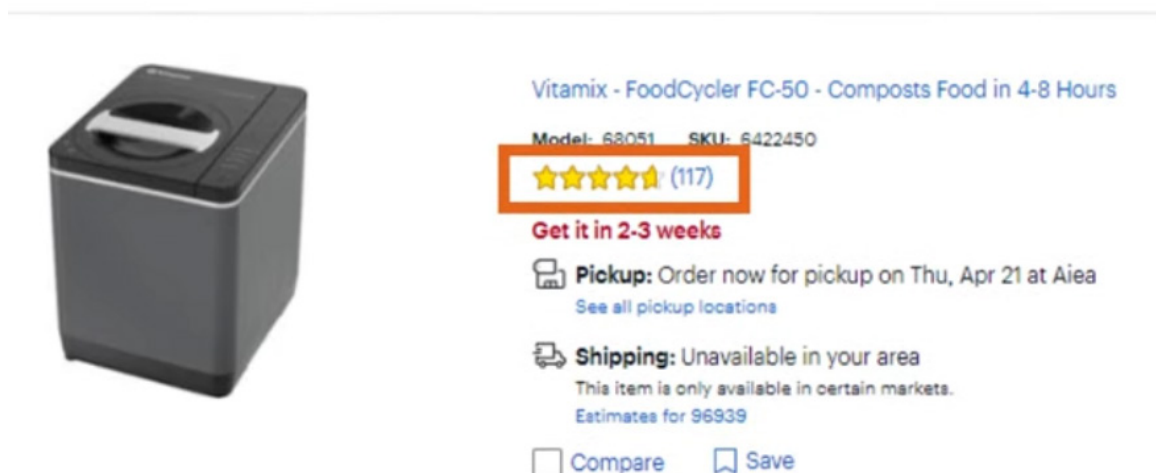 Vitamix - FoodCycler FC-50 - Composts Food in 4-8 Hours
Model: 68051 SKU: 6422450
(117)
Get it in 2-3 weeks
Pickup: Order now for pickup on Thu, Apr 21 at Aiea
See all pickup locations
Shipping: Unavailable in your area
This item is only available in certain markets.
Estimates for 96939
Compare Save